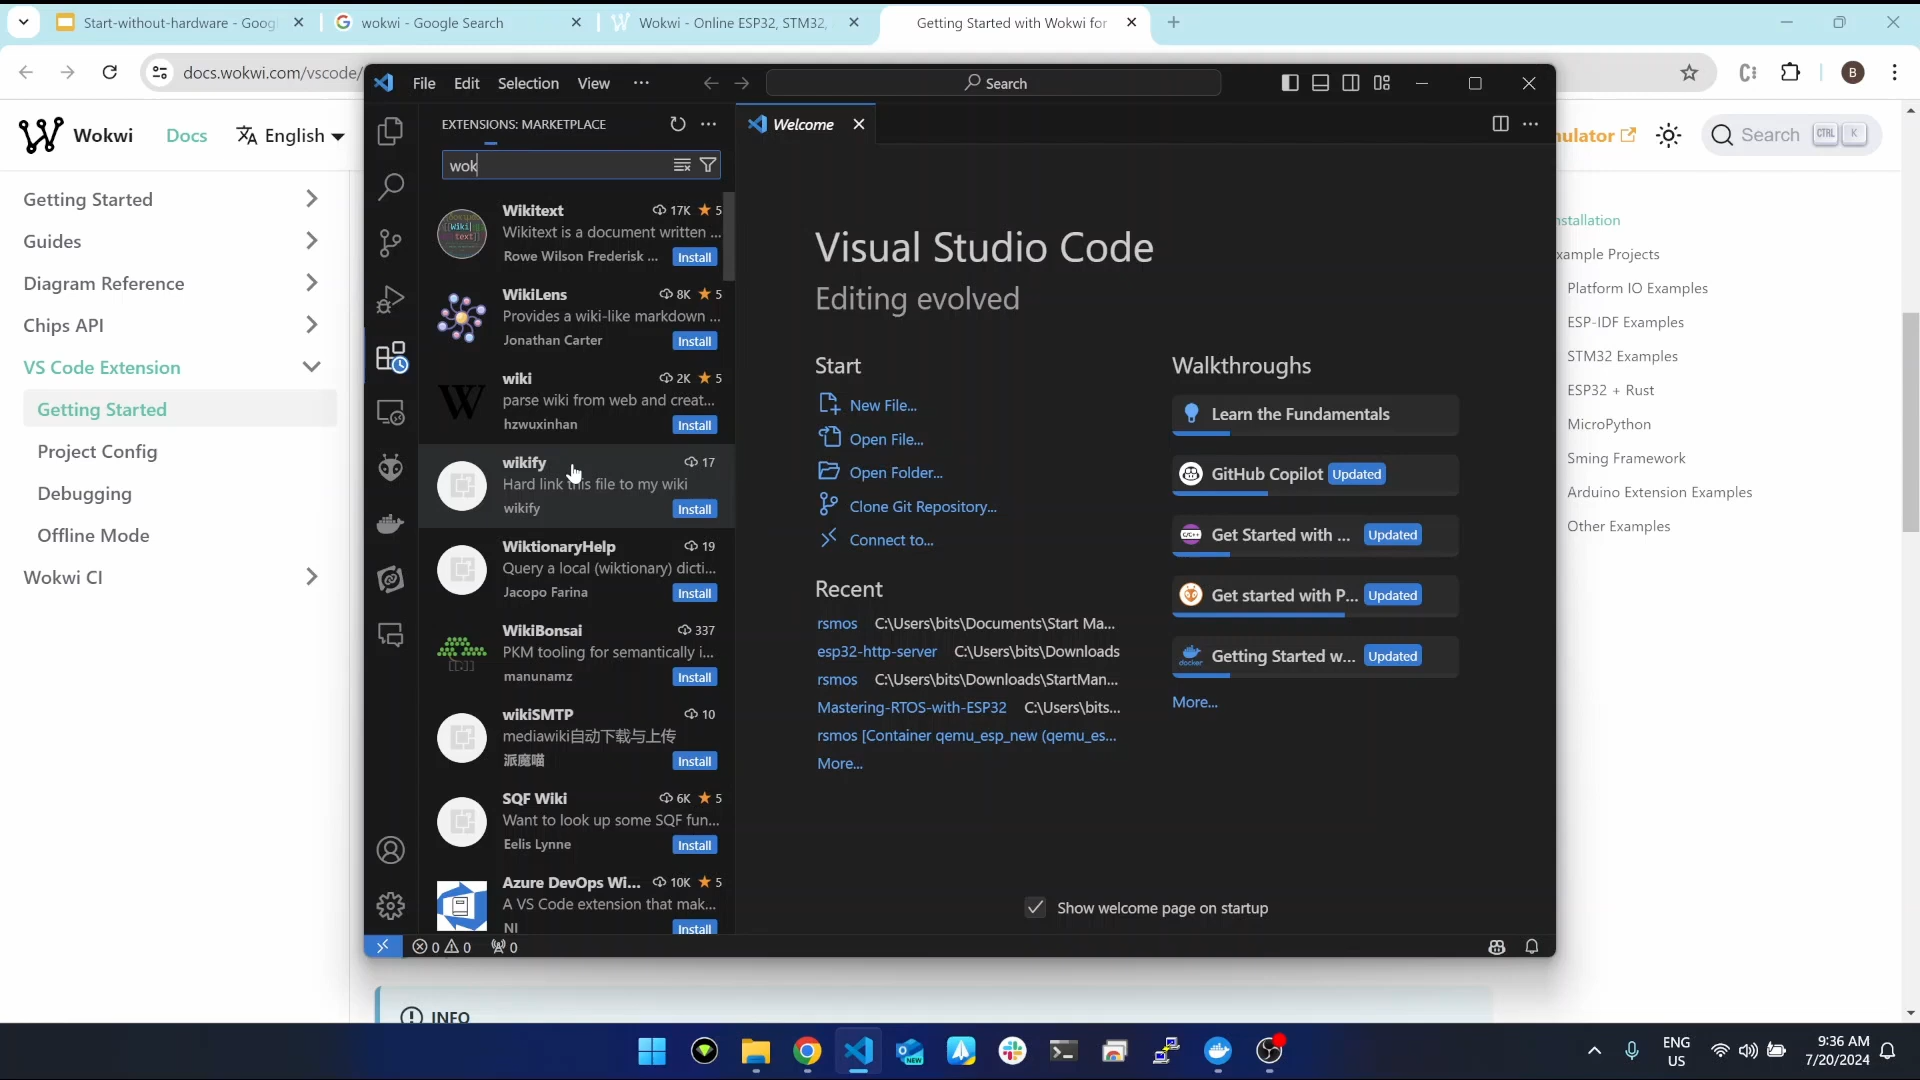 Start-without-hardware - Goog
wokwi - Google Search
Wokwi - Online ESP32, STM32,
Getting Started with Wokwi for
docs.wokwi.com/vscode/
B
Wokwi
Docs
English
File
Edit
Selection
View
Search
mulator
Search
CTRL
K
Getting Started
Guides
Diagram Reference
Chips API
VS Code Extension
Getting Started
Project Config
Debugging
Offline Mode
Wokwi CI
EXTENSIONS: MARKETPLACE
wok
Wikitext
17K ★ 5
Wikitext is a document written ...
Rowe Wilson Frederisk ...
Install
WikiLens
8K ★ 5
Provides a wiki-like markdown ...
Jonathan Carter
Install
wiki
2K ★ 5
parse wiki from web and creat...
hzwuxinhan
Install
wikify
17
Hard link this file to my wiki
wikify
Install
WiktionaryHelp
19
Query a local (wiktionary) dicti...
Jacopo Farina
Install
WikiBonsai
337
PKM tooling for semantically i...
manunamz
Install
wikiSMTP
10
mediawiki自动下载与上传
派魔喵
Install
SQF Wiki
6K ★ 5
Want to look up some SQF fun...
Eelis Lynne
Install
Azure DevOps Wi...
10K ★ 5
A VS Code extension that mak...
NI
Install
Welcome
Visual Studio Code
Editing evolved
Start
New File...
Open File...
Open Folder...
Clone Git Repository...
Connect to...
Recent
rsmos C:\Users\bits\Documents\Start Ma...
esp32-http-server C:\Users\bits\Downloads
rsmos C:\Users\bits\Downloads\StartMan...
Mastering-RTOS-with-ESP32 C:\Users\bits...
rsmos [Container qemu_esp_new (qemu_es...
More...
Walkthroughs
Learn the Fundamentals
GitHub Copilot Updated
Get Started with ... Updated
Get started with P... Updated
Getting Started w... Updated
More...
Show welcome page on startup
0 0 0
nstallation
xample Projects
Platform IO Examples
ESP-IDF Examples
STM32 Examples
ESP32 + Rust
MicroPython
Sming Framework
Arduino Extension Examples
Other Examples
INFO
ENG
US
9:36 AM
7/20/2024